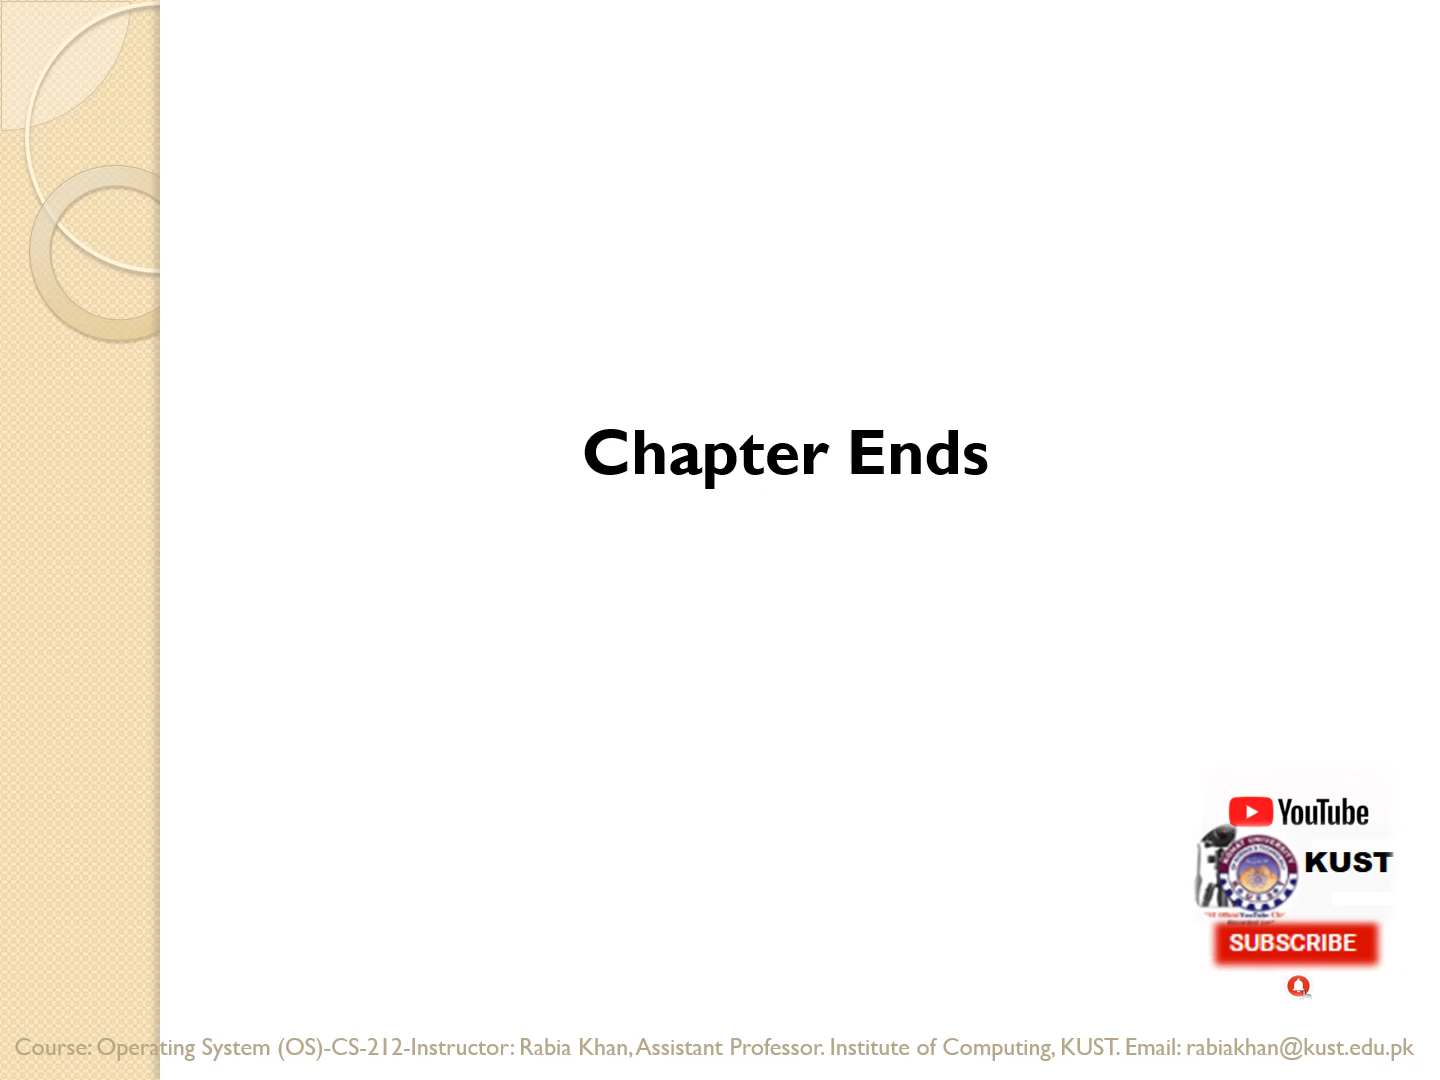 Chapter Ends
YouTube
KUST
SUBSCRIBE
Course: Operating System (OS)-CS-212-Instructor: Rabia Khan, Assistant Professor. Institute of Computing, KUST. Email: rabiakhan@kust.edu.pk